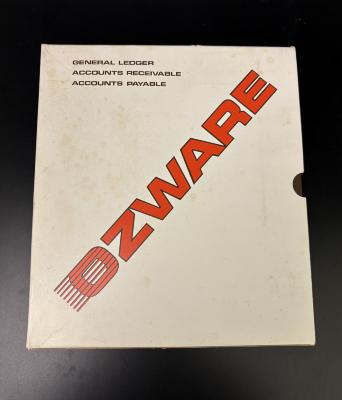 GENERAL LEDGER
ACCOUNTS RECEIVABLE
ACCOUNTS PAYABLE
OZWARE